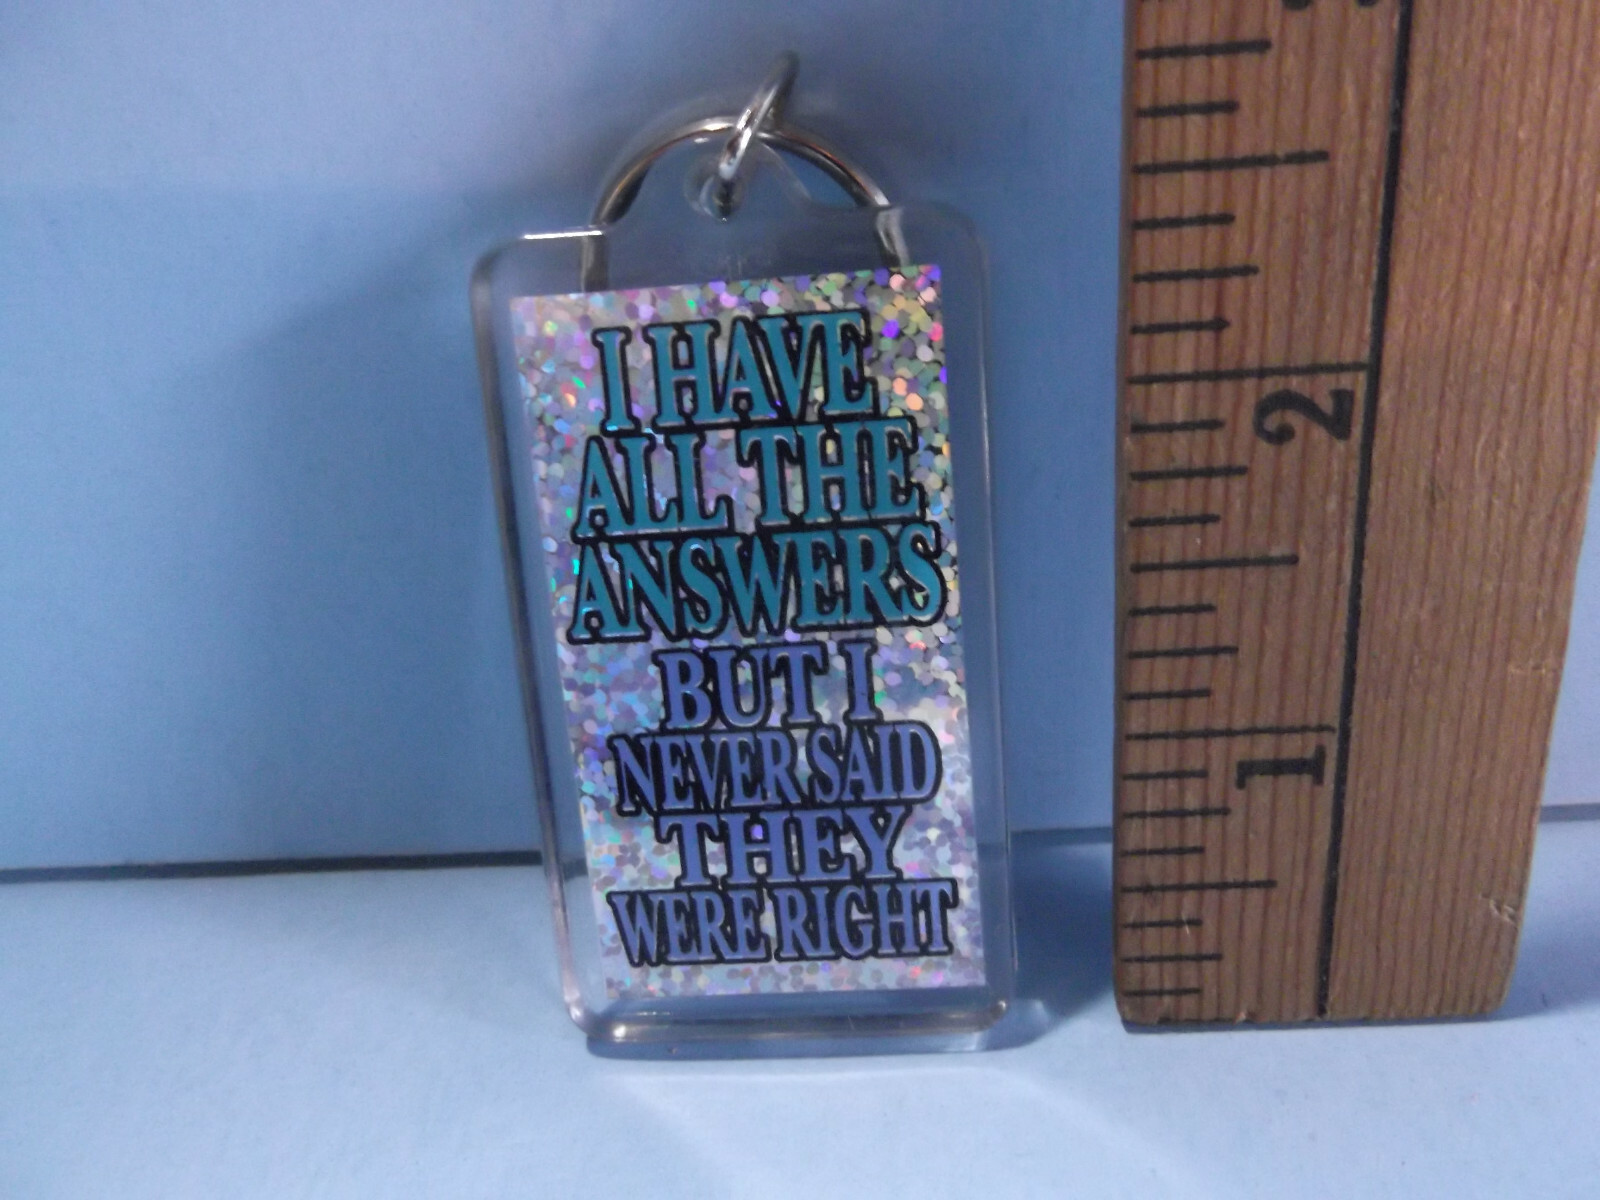 I HAVE
ALL THE
ANSWERS
BUT I
NEVER SAID
THEY
WERE RIGHT
2
1